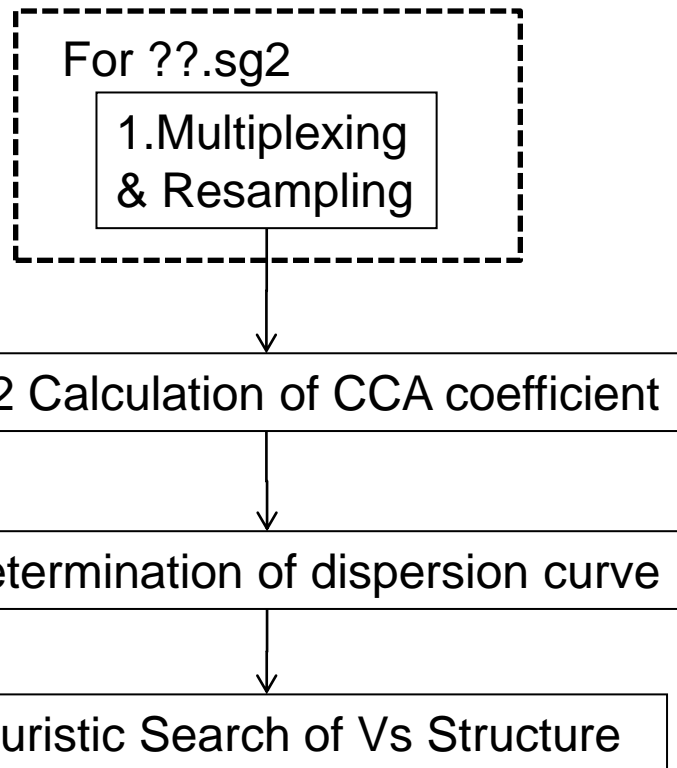 For ??.sg2
1.Multiplexing
& Resampling
2 Calculation of CCA coefficient
etermination of dispersion curve
uristic Search of Vs Structure